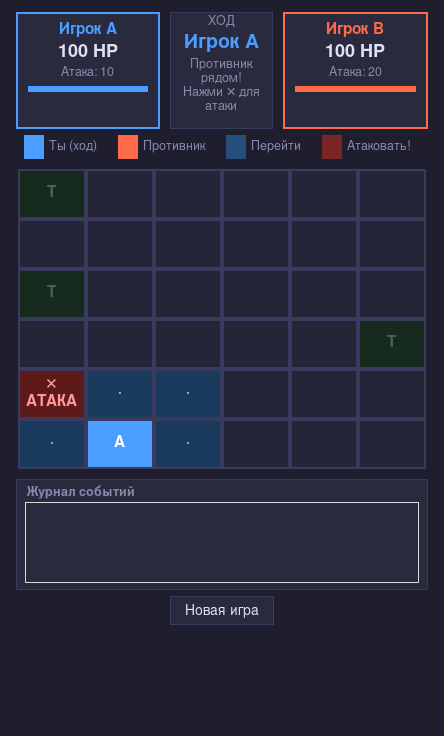 Игрок A
100 HP
Атака: 10
ХОД
Игрок A
Противник
рядом!
Нажми ✕ для
атаки
Игрок B
100 HP
Атака: 20
Ты (ход)
Противник
Перейти
Атаковать!
T
T
T
✕
АТАКА
·
·
·
A
·
Журнал событий
Новая игра